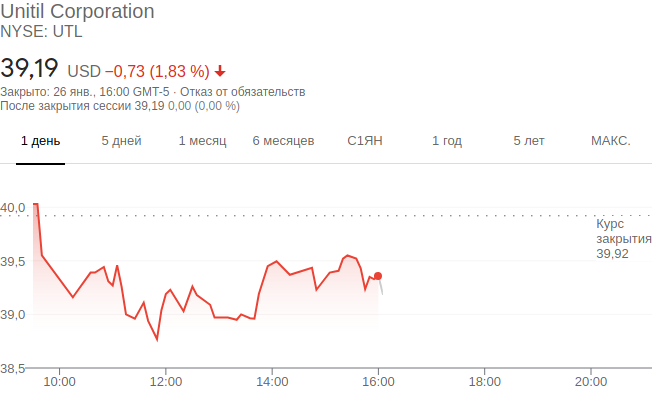 Unitil Corporation
NYSE: UTL
39,19 USD −0,73 (1,83 %)
Закрыто: 26 янв., 16:00 GMT-5 · Отказ от обязательств
После закрытия сессии 39,19 0,00 (0,00 %)
1 день 5 дней 1 месяц 6 месяцев С1ЯН 1 год 5 лет МАКС.
40,0
Курс
закрытия
39,92
39,5
39,0
38,5
10:00 12:00 14:00 16:00 18:00 20:00